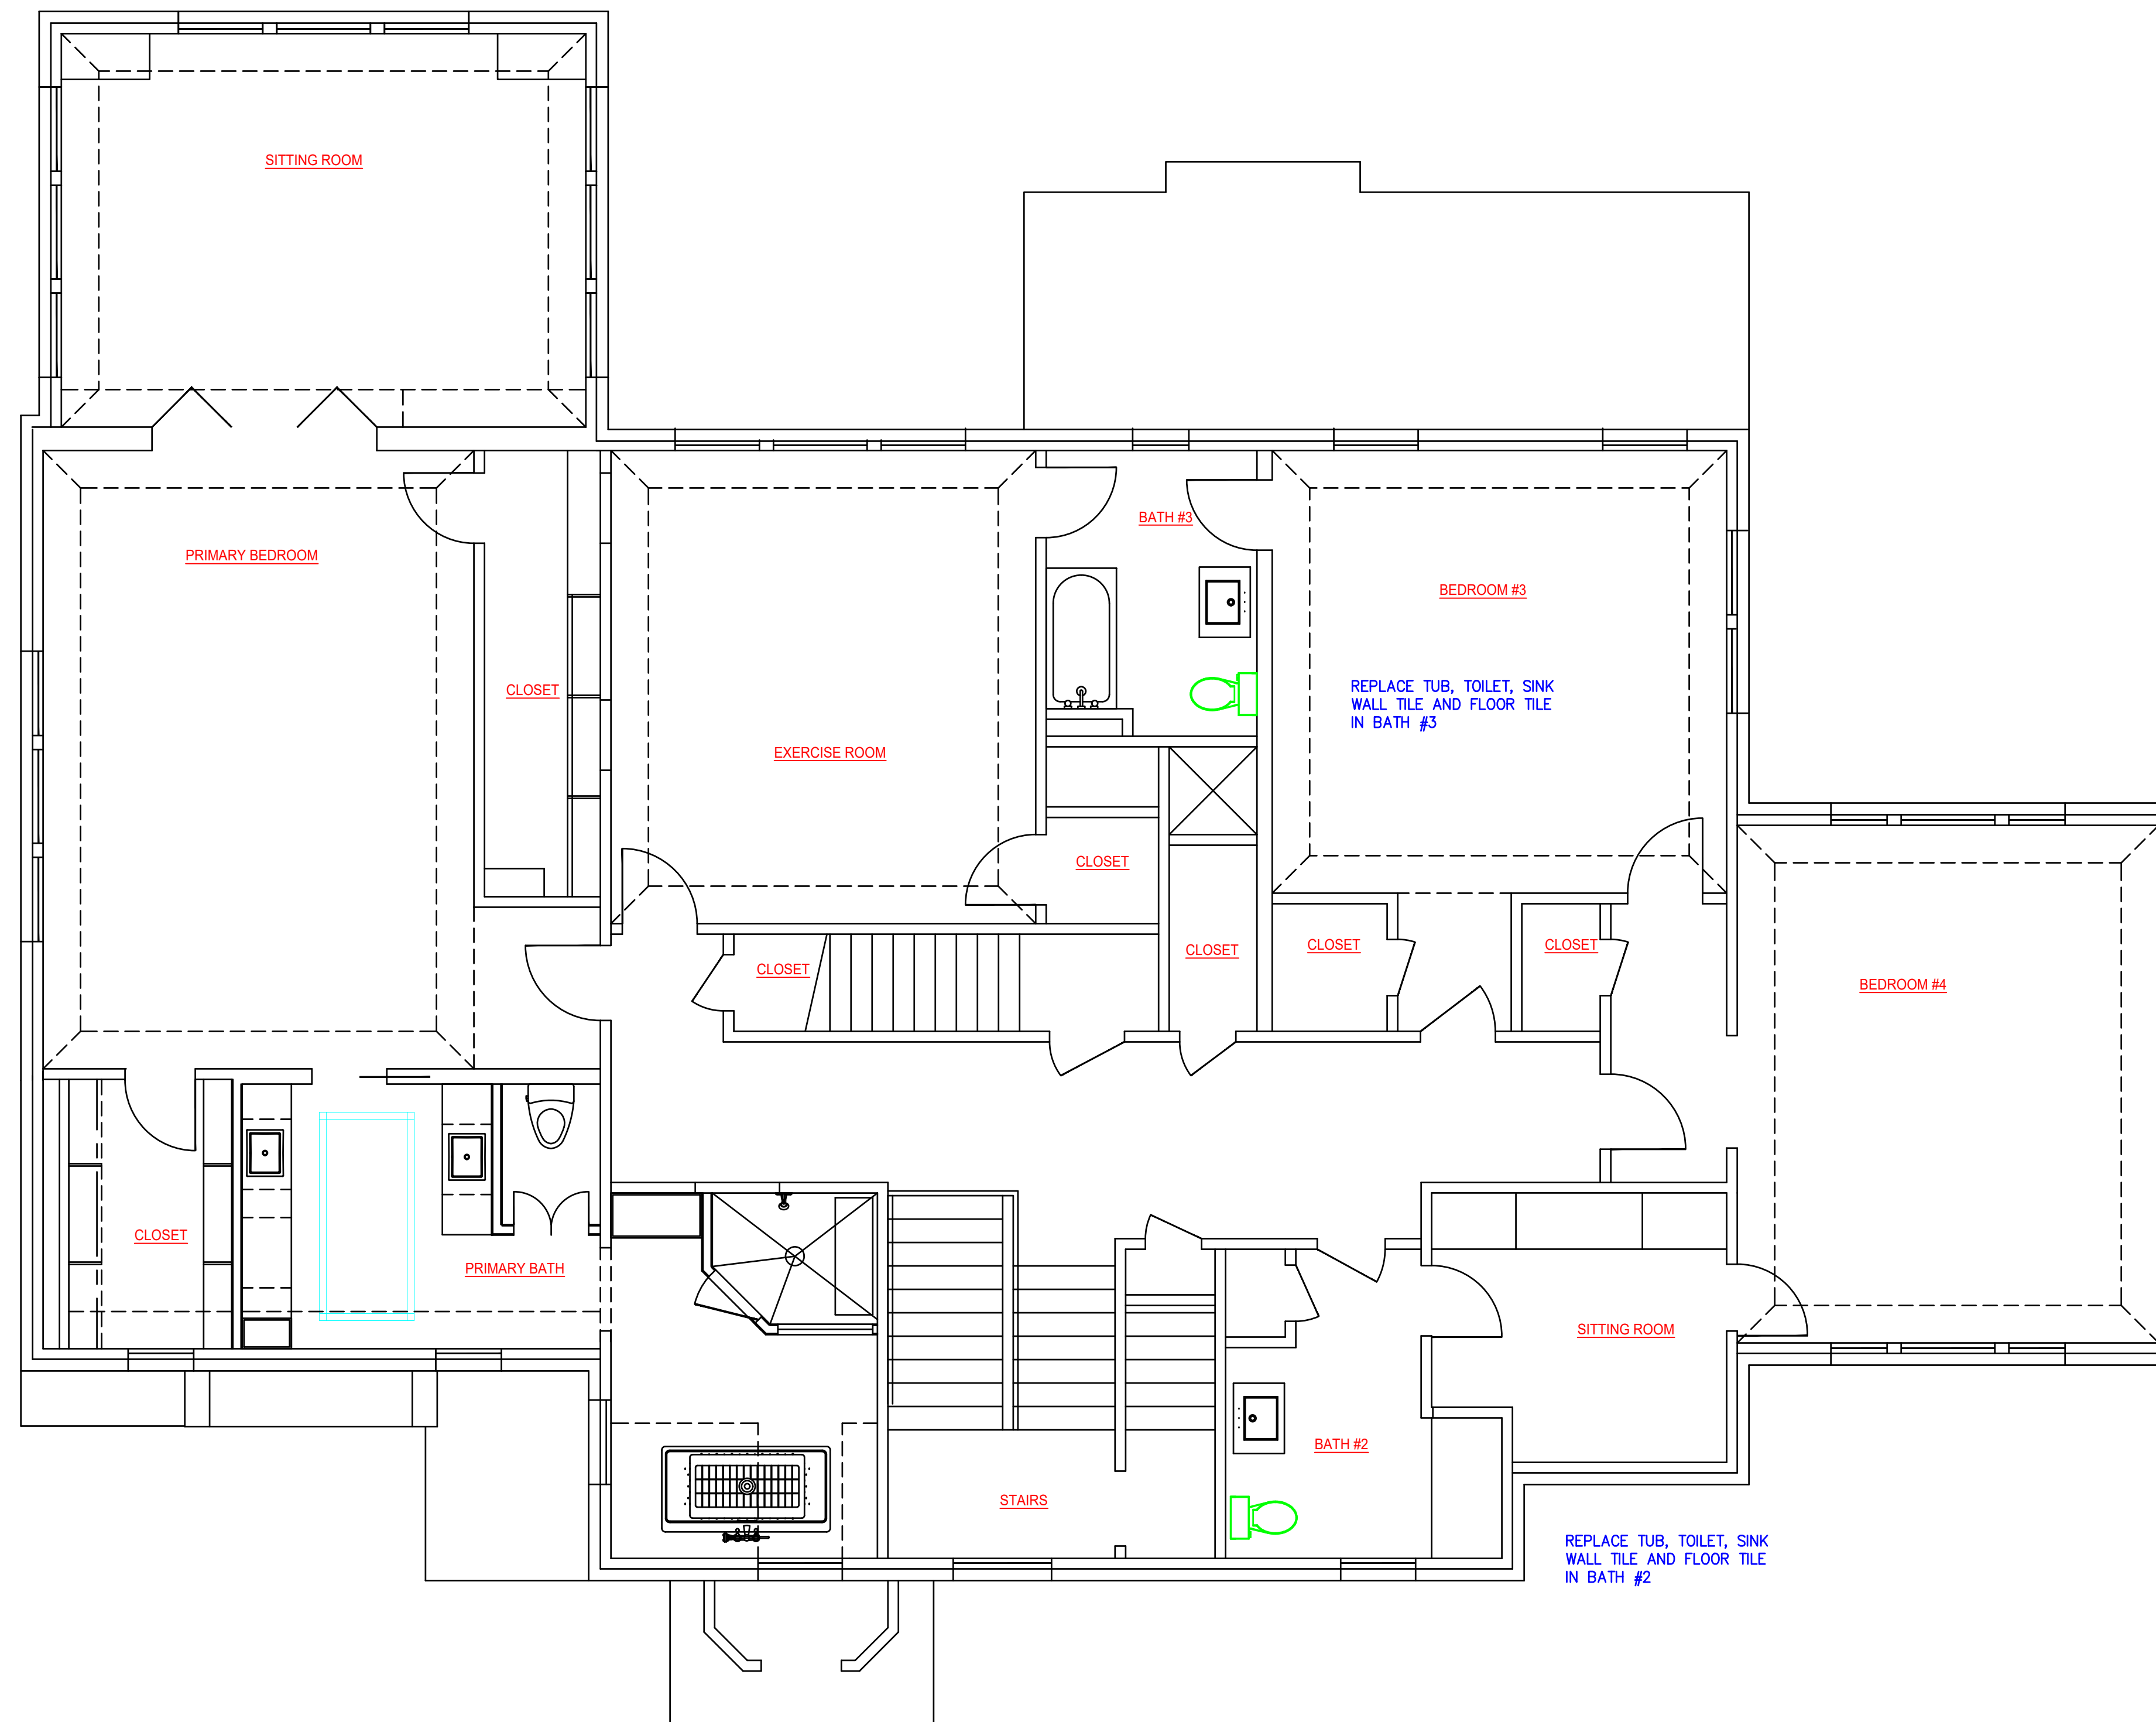 SITTING ROOM
BATH #3
PRIMARY BEDROOM
BEDROOM #3
CLOSET
REPLACE TUB, TOILET, SINK
WALL TILE AND FLOOR TILE
IN BATH #3
EXERCISE ROOM
CLOSET
CLOSET
CLOSET
CLOSET
CLOSET
BEDROOM #4
CLOSET
PRIMARY BATH
SITTING ROOM
BATH #2
STAIRS
REPLACE TUB, TOILET, SINK
WALL TILE AND FLOOR TILE
IN BATH #2